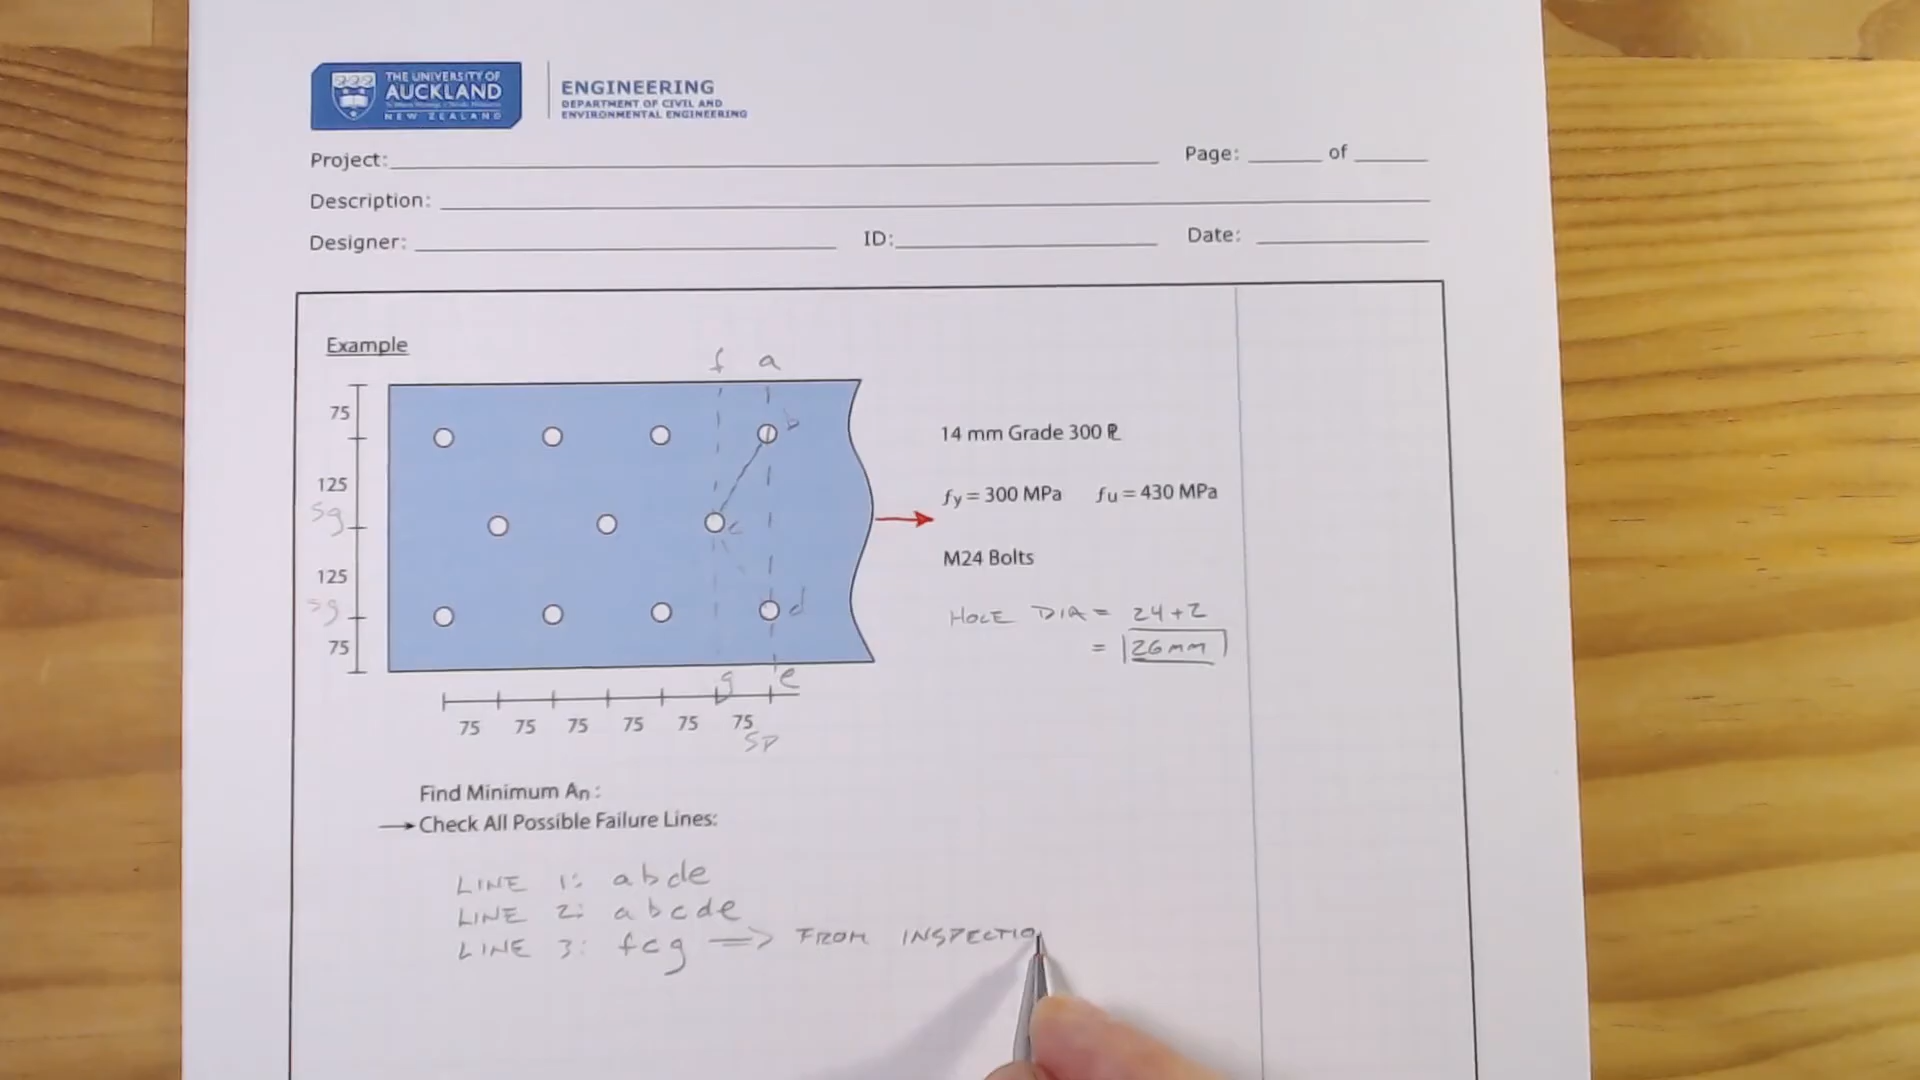 THE UNIVERSITY OF
AUCKLAND
NEW ZEALAND
ENGINEERING
DEPARTMENT OF CIVIL AND
ENVIRONMENTAL ENGINEERING
Project:
Page: of
Description:
Designer: ID: Date:
Example
f a
75
b
14 mm Grade 300 PL
125
fy = 300 MPa fu = 430 MPa
sg
c
M24 Bolts
125
sg
d
HOLE DIA = 24+2
= 26mm
75
g e
75 75 75 75 75 75
SP
Find Minimum An:
→ Check All Possible Failure Lines:
LINE 1: abde
LINE 2: abcde
LINE 3: fcg => FROM INSPECTIO